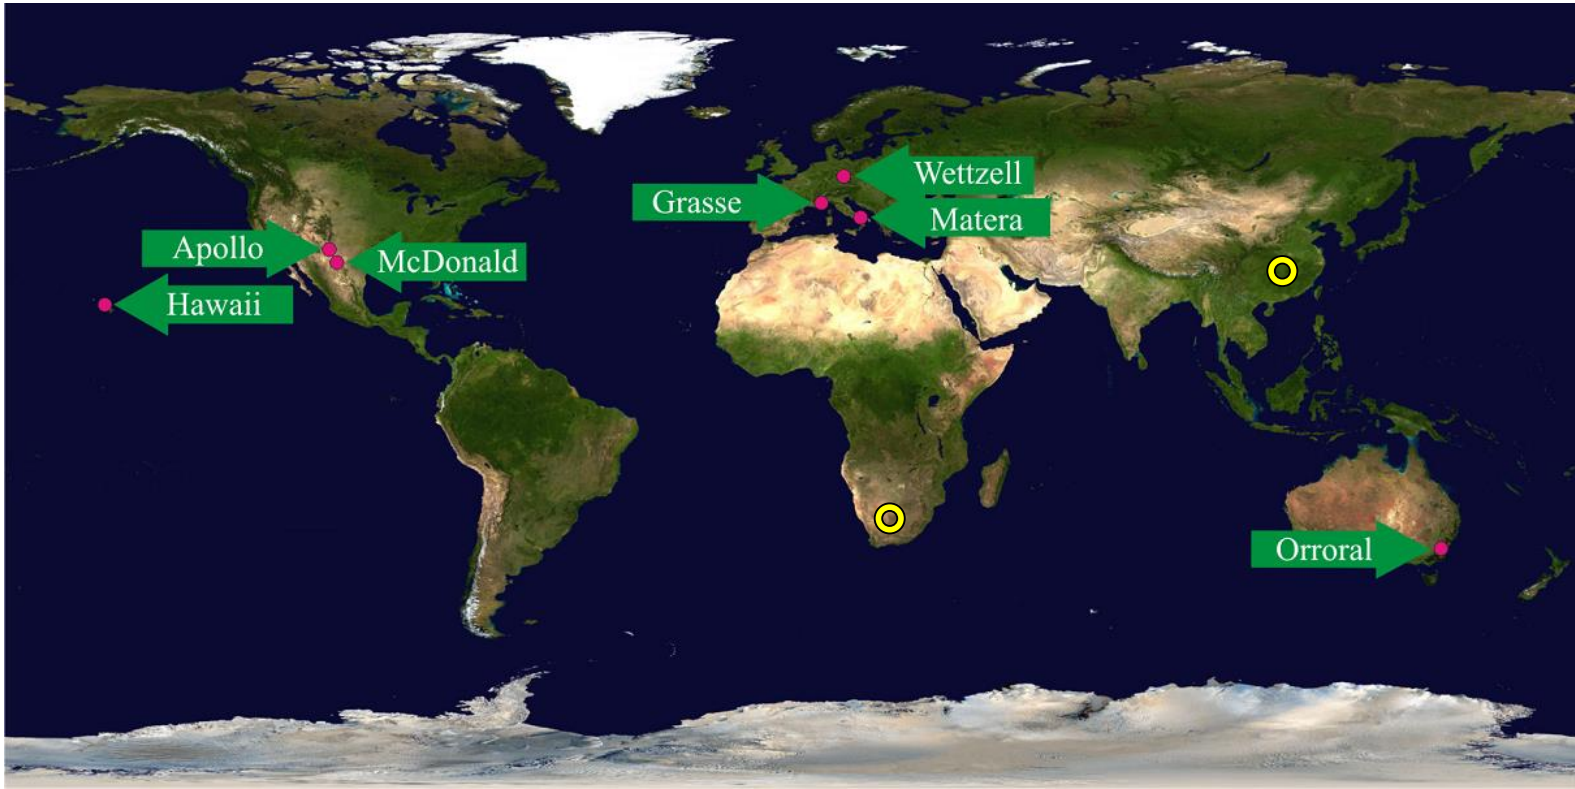 Wettzell
Grasse
Matera
Apollo
McDonald
Hawaii
Orroral